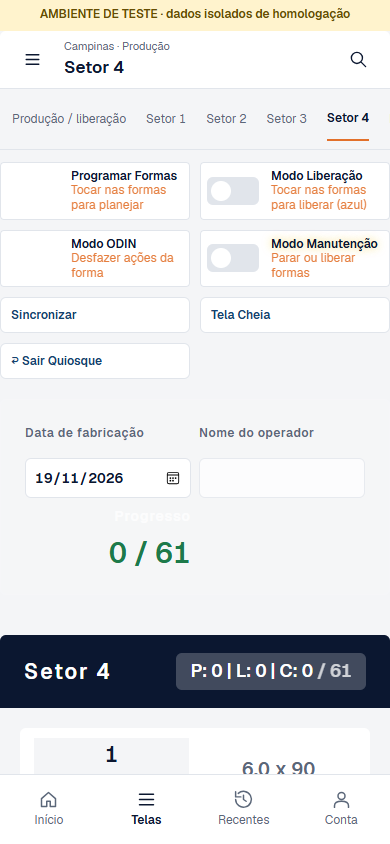 AMBIENTE DE TESTE · dados isolados de homologação
Campinas · Produção
Setor 4
Produção / liberação
Setor 1
Setor 2
Setor 3
Setor 4
Programar Formas
Tocar nas formas
para planejar
Modo Liberação
Tocar nas formas
para liberar (azul)
Modo ODIN
Desfazer ações da
forma
Modo Manutenção
Parar ou liberar
formas
Sincronizar
Tela Cheia
Sair Quiosque
Data de fabricação
Nome do operador
19/11/2026
Progresso
0 / 61
Setor 4
P: 0 | L: 0 | C: 0 / 61
1
6.0 x 90
Início
Telas
Recentes
Conta